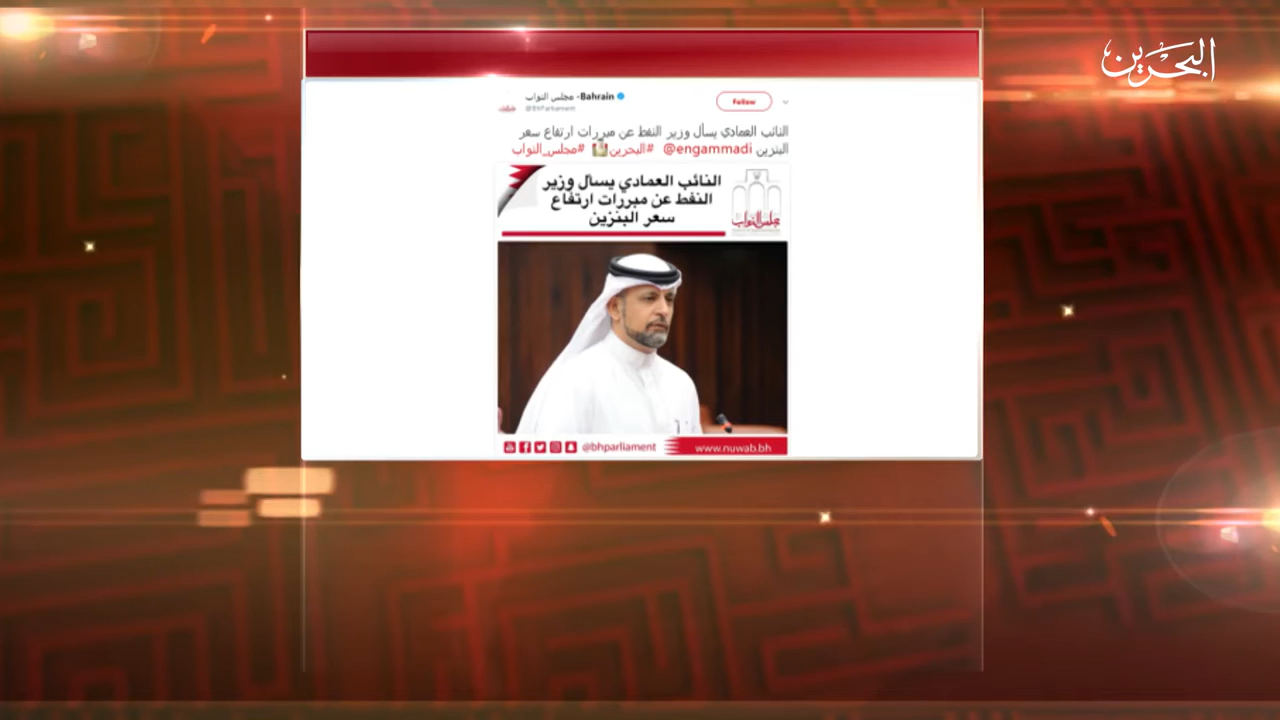 البحرين
Bahrain- مجلس النواب
@BhParliament
Follow
النائب العمادي يسأل وزير النفط عن مبررات ارتفاع سعر
البنزين @engammadi #البحرين #مجلس_النواب
النائب العمادي يسأل وزير
النفط عن مبررات ارتفاع
سعر البنزين
مجلس النواب
@bhparliament
www.nuwab.bh